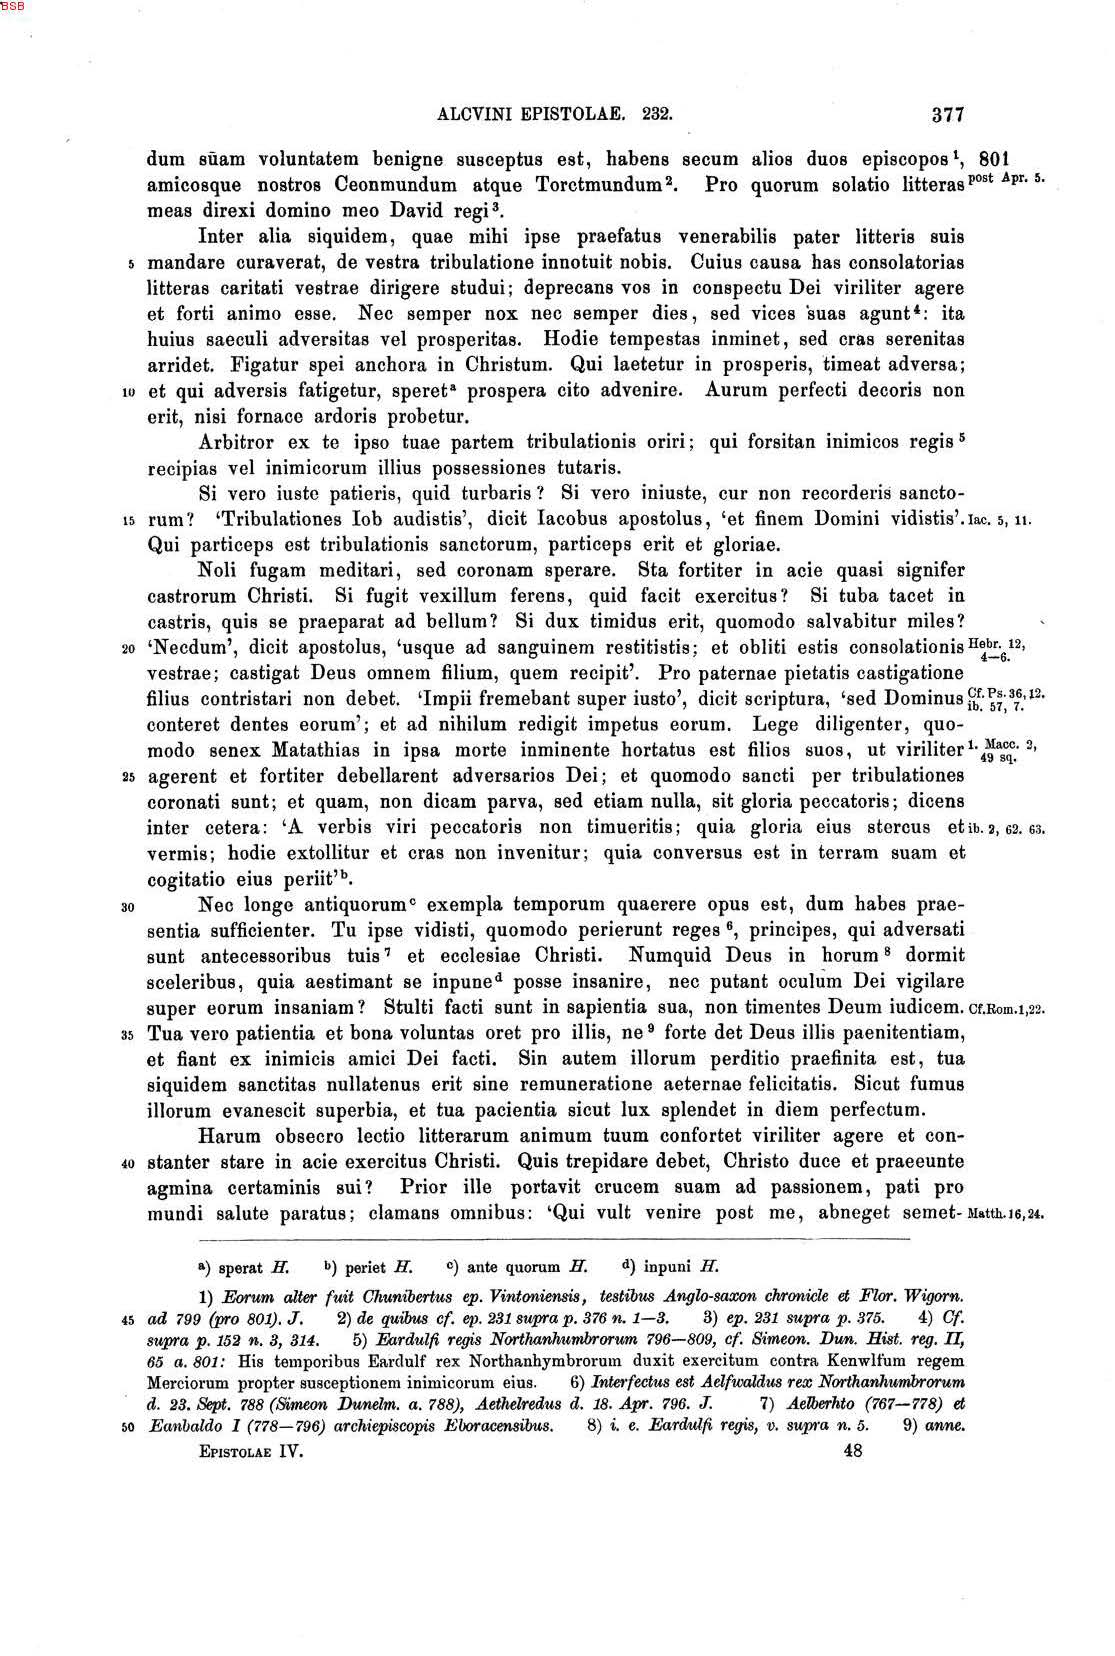 BSB
ALCVINI EPISTOLAE. 232. 377
dum suam voluntatem benigne susceptus est, habens secum alios duos episcopos¹, 801
amicosque nostros Ceonmundum atque Torctmundum². Pro quorum solatio litteras post Apr. 5.
meas direxi domino meo David regi³.
Inter alia siquidem, quae mihi ipse praefatus venerabilis pater litteris suis
5 mandare curaverat, de vestra tribulatione innotuit nobis. Cuius causa has consolatorias
litteras caritati vestrae dirigere studui; deprecans vos in conspectu Dei viriliter agere
et forti animo esse. Nec semper nox nec semper dies, sed vices suas agunt⁴: ita
huius saeculi adversitas vel prosperitas. Hodie tempestas inminet, sed cras serenitas
arridet. Figatur spei anchora in Christum. Qui laetetur in prosperis, timeat adversa;
10 et qui adversis fatigetur, speretᵃ prospera cito advenire. Aurum perfecti decoris non
erit, nisi fornace ardoris probetur.
Arbitror ex te ipso tuae partem tribulationis oriri; qui forsitan inimicos regis⁵
recipias vel inimicorum illius possessiones tutaris.
Si vero iuste patieris, quid turbaris? Si vero iniuste, cur non recorderis sancto-
15 rum? ‘Tribulationes Iob audistis’, dicit Iacobus apostolus, ‘et finem Domini vidistis’. Iac. 5, 11.
Qui particeps est tribulationis sanctorum, particeps erit et gloriae.
Noli fugam meditari, sed coronam sperare. Sta fortiter in acie quasi signifer
castrorum Christi. Si fugit vexillum ferens, quid facit exercitus? Si tuba tacet in
castris, quis se praeparat ad bellum? Si dux timidus erit, quomodo salvabitur miles?
20 ‘Necdum’, dicit apostolus, ‘usque ad sanguinem restitistis; et obliti estis consolationis Hebr. 12, 4—6.
vestrae; castigat Deus omnem filium, quem recipit’. Pro paternae pietatis castigatione
filius contristari non debet. ‘Impii fremebant super iusto’, dicit scriptura, ‘sed Dominus Cf. Ps. 36, 12. ib. 57, 7.
conteret dentes eorum’; et ad nihilum redigit impetus eorum. Lege diligenter, quo-
modo senex Matathias in ipsa morte inminente hortatus est filios suos, ut viriliter 1. Macc. 2, 49 sq.
25 agerent et fortiter debellarent adversarios Dei; et quomodo sancti per tribulationes
coronati sunt; et quam, non dicam parva, sed etiam nulla, sit gloria peccatoris; dicens
inter cetera: ‘A verbis viri peccatoris non timueritis; quia gloria eius stercus et ib. 2, 62. 63.
vermis; hodie extollitur et cras non invenitur; quia conversus est in terram suam et
cogitatio eius periit’ᵇ.
30 Nec longe antiquorumᶜ exempla temporum quaerere opus est, dum habes prae-
sentia sufficienter. Tu ipse vidisti, quomodo perierunt reges⁶, principes, qui adversati
sunt antecessoribus tuis⁷ et ecclesiae Christi. Numquid Deus in horum⁸ dormit
sceleribus, quia aestimant se inpuneᵈ posse insanire, nec putant oculum Dei vigilare
super eorum insaniam? Stulti facti sunt in sapientia sua, non timentes Deum iudicem. Cf. Rom. 1, 22.
35 Tua vero patientia et bona voluntas oret pro illis, ne⁹ forte det Deus illis paenitentiam,
et fiant ex inimicis amici Dei facti. Sin autem illorum perditio praefinita est, tua
siquidem sanctitas nullatenus erit sine remuneratione aeternae felicitatis. Sicut fumus
illorum evanescit superbia, et tua pacientia sicut lux splendet in diem perfectum.
Harum obsecro lectio litterarum animum tuum confortet viriliter agere et con-
40 stanter stare in acie exercitus Christi. Quis trepidare debet, Christo duce et praeeunte
agmina certaminis sui? Prior ille portavit crucem suam ad passionem, pati pro
mundi salute paratus; clamans omnibus: ‘Qui vult venire post me, abneget semet- Matth. 16, 24.
a) sperat H. b) periet H. c) ante quorum H. d) inpuni H.
1) Eorum alter fuit Chunibertus ep. Vintoniensis, testibus Anglo-saxon chronicle et Flor. Wigorn.
45 ad 799 (pro 801). J. 2) de quibus cf. ep. 231 supra p. 376 n. 1—3. 3) ep. 231 supra p. 375. 4) Cf.
supra p. 152 n. 3, 314. 5) Eardulfi regis Northanhumbrorum 796—809, cf. Simeon. Dun. Hist. reg. II,
65 a. 801: His temporibus Eardulf rex Northanhymbrorum duxit exercitum contra Kenwlfum regem
Merciorum propter susceptionem inimicorum eius. 6) Interfectus est Aelfwaldus rex Northanhumbrorum
d. 23. Sept. 788 (Simeon Dunelm. a. 788), Aethelredus d. 18. Apr. 796. J. 7) Aelberhto (767—778) et
50 Eanbaldo I (778—796) archiepiscopis Eboracensibus. 8) i. e. Eardulfi regis, v. supra n. 5. 9) anne.
EPISTOLAE IV. 48